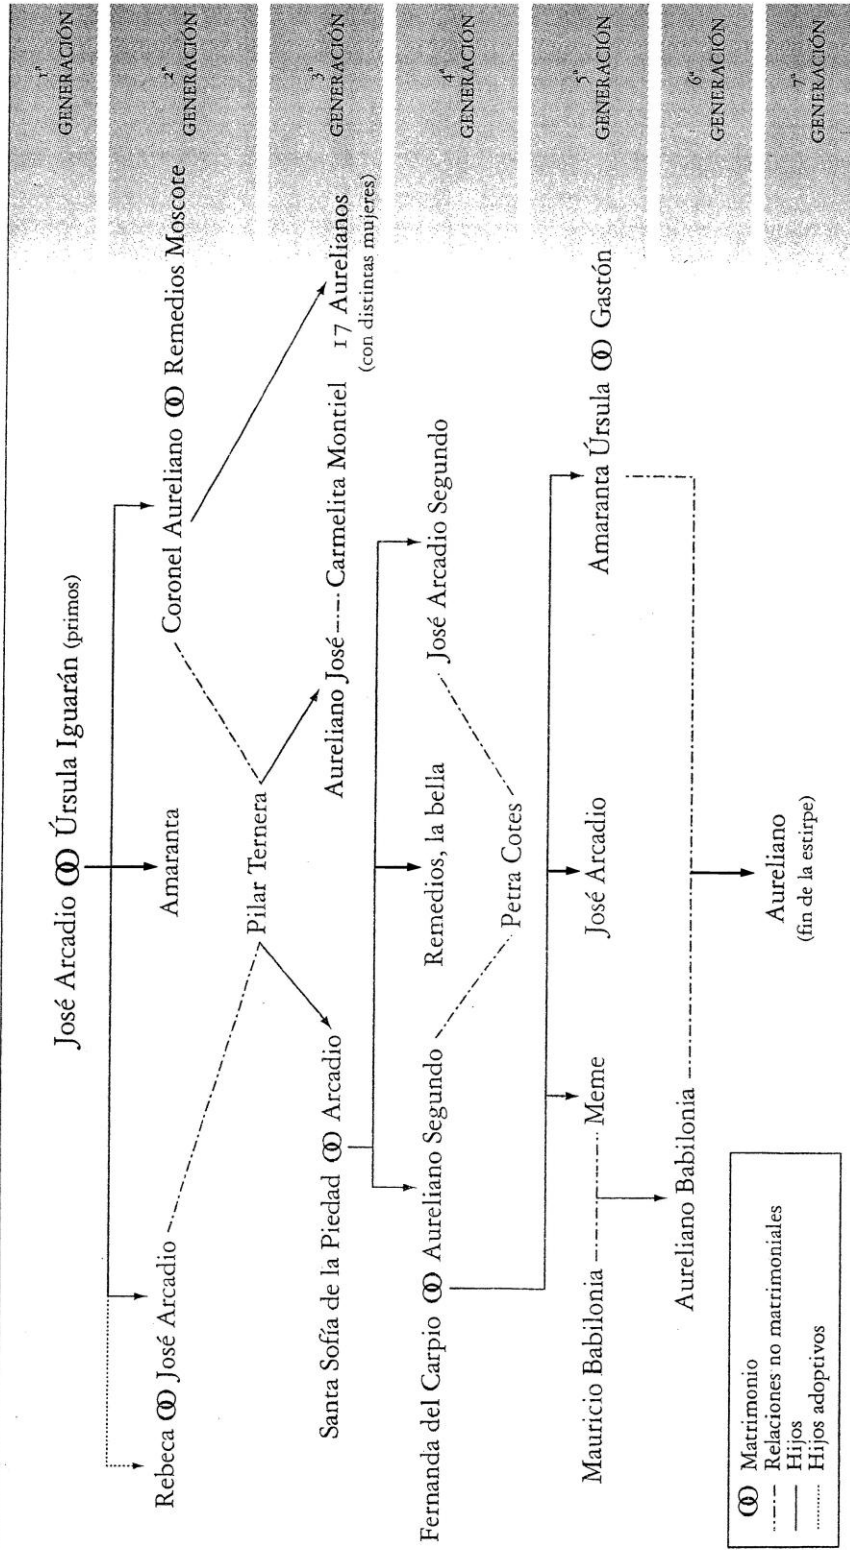 José Arcadio Úrsula Iguarán (primos)
1ª
GENERACIÓN
Rebeca José Arcadio
Amaranta
Coronel Aureliano Remedios Moscote
2ª
GENERACIÓN
Pilar Ternera
Santa Sofía de la Piedad Arcadio
Aureliano José Carmelita Montiel
17 Aurelianos
(con distintas mujeres)
3ª
GENERACIÓN
Fernanda del Carpio Aureliano Segundo
Remedios, la bella
José Arcadio Segundo
4ª
GENERACIÓN
Petra Cotes
Mauricio Babilonia Meme
José Arcadio
Amaranta Úrsula Gastón
5ª
GENERACIÓN
Aureliano Babilonia
6ª
GENERACIÓN
Aureliano
(fin de la estirpe)
7ª
GENERACIÓN
Matrimonio
Relaciones no matrimoniales
Hijos
Hijos adoptivos